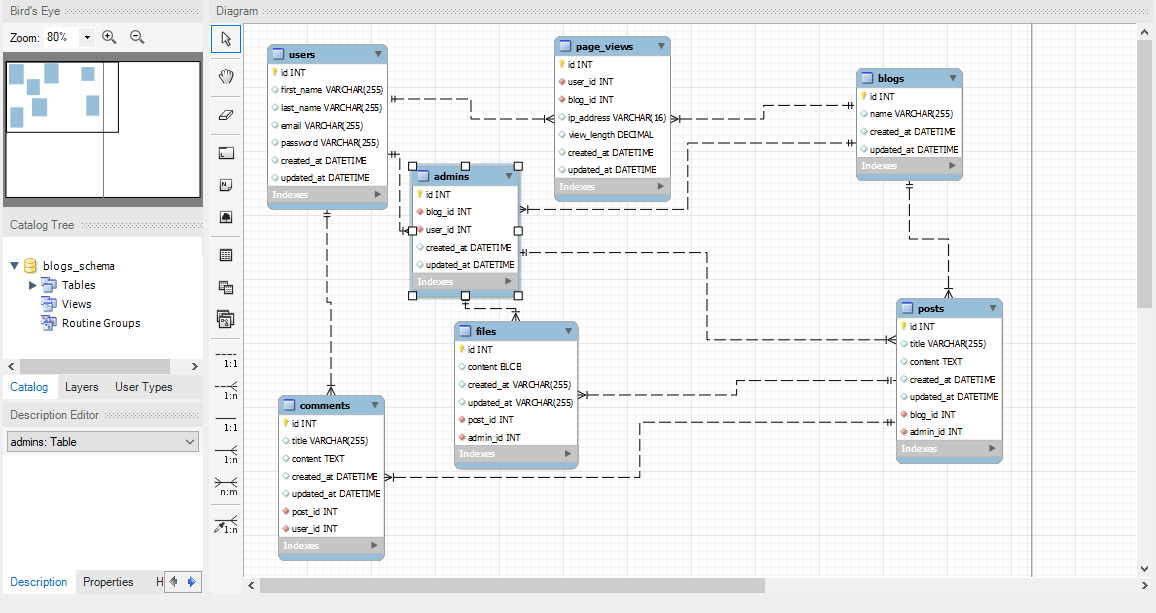 Bird's Eye
Zoom: 80%
Catalog Tree
blogs_schema
Tables
Views
Routine Groups
Catalog Layers User Types
Description Editor
admins: Table
Description Properties H
Diagram
1:1
1:n
1:1
1:n
n:m
1:n
users
id INT
first_name VARCHAR(255)
last_name VARCHAR(255)
email VARCHAR(255)
password VARCHAR(255)
created_at DATETIME
updated_at DATETIME
Indexes
page_views
id INT
user_id INT
blog_id INT
ip_address VARCHAR(16)
view_length DECIMAL
created_at DATETIME
updated_at DATETIME
Indexes
blogs
id INT
name VARCHAR(255)
created_at DATETIME
updated_at DATETIME
Indexes
admins
id INT
blog_id INT
user_id INT
created_at DATETIME
updated_at DATETIME
Indexes
files
id INT
content BLOB
created_at VARCHAR(255)
updated_at VARCHAR(255)
post_id INT
admin_id INT
Indexes
posts
id INT
title VARCHAR(255)
content TEXT
created_at DATETIME
updated_at DATETIME
blog_id INT
admin_id INT
Indexes
comments
id INT
title VARCHAR(255)
content TEXT
created_at DATETIME
updated_at DATETIME
post_id INT
user_id INT
Indexes